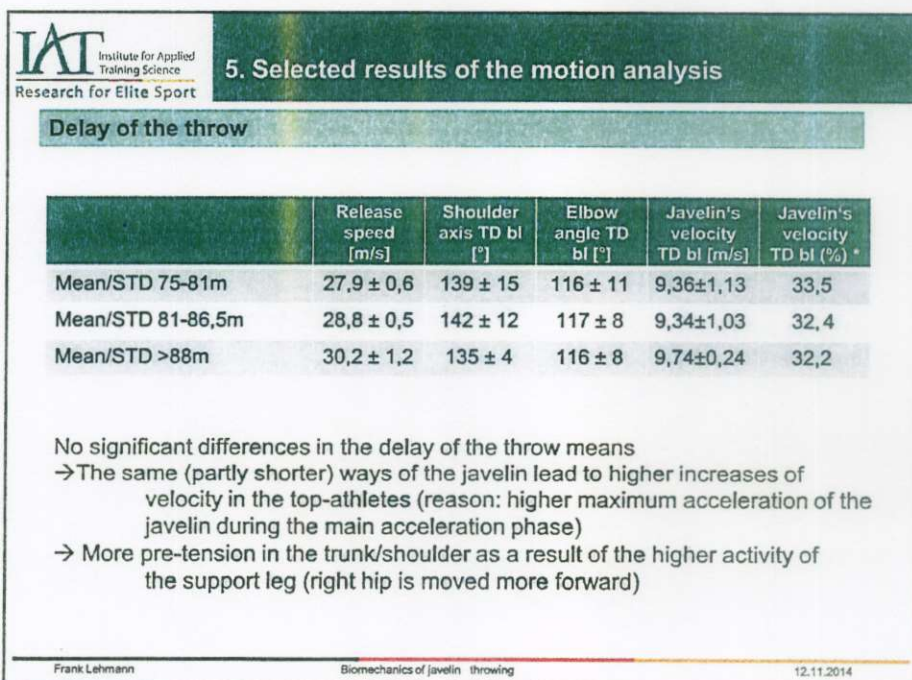 IAT Institute for Applied
Training Science
Research for Elite Sport
5. Selected results of the motion analysis
Delay of the throw
Release speed [m/s] Shoulder axis TD bl [°] Elbow angle TD bl [°] Javelin's velocity TD bl [m/s] Javelin's velocity TD bl (%) *
Mean/STD 75-81m 27,9 ± 0,6 139 ± 15 116 ± 11 9,36±1,13 33,5
Mean/STD 81-86,5m 28,8 ± 0,5 142 ± 12 117 ± 8 9,34±1,03 32,4
Mean/STD >88m 30,2 ± 1,2 135 ± 4 116 ± 8 9,74±0,24 32,2
No significant differences in the delay of the throw means
→The same (partly shorter) ways of the javelin lead to higher increases of
velocity in the top-athletes (reason: higher maximum acceleration of the
javelin during the main acceleration phase)
→ More pre-tension in the trunk/shoulder as a result of the higher activity of
the support leg (right hip is moved more forward)
Frank Lehmann Biomechanics of javelin throwing 12.11.2014